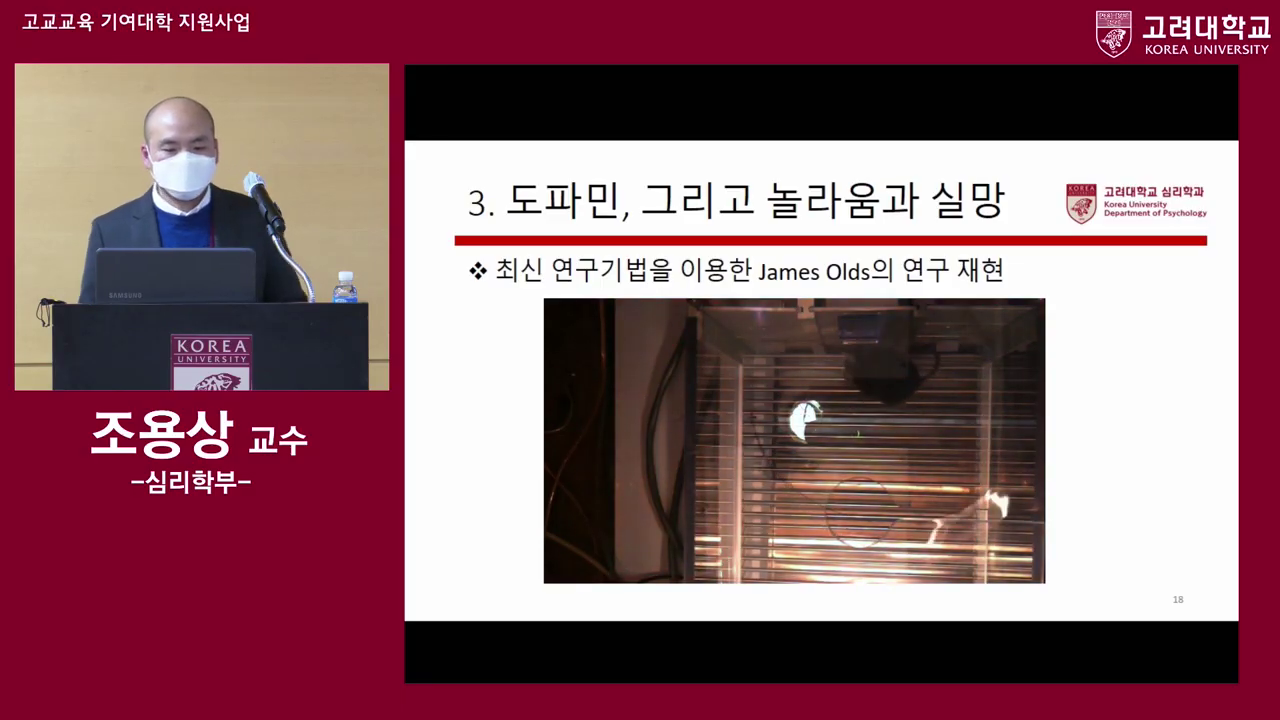 고교교육 기여대학 지원사업
고려대학교
KOREA UNIVERSITY
SAMSUNG
KOREA
UNIVERSITY
조용상 교수
-심리학부-
3. 도파민, 그리고 놀라움과 실망
KOREA
고려대학교 심리학과
Korea University
Department of Psychology
❖ 최신 연구기법을 이용한 James Olds의 연구 재현
18